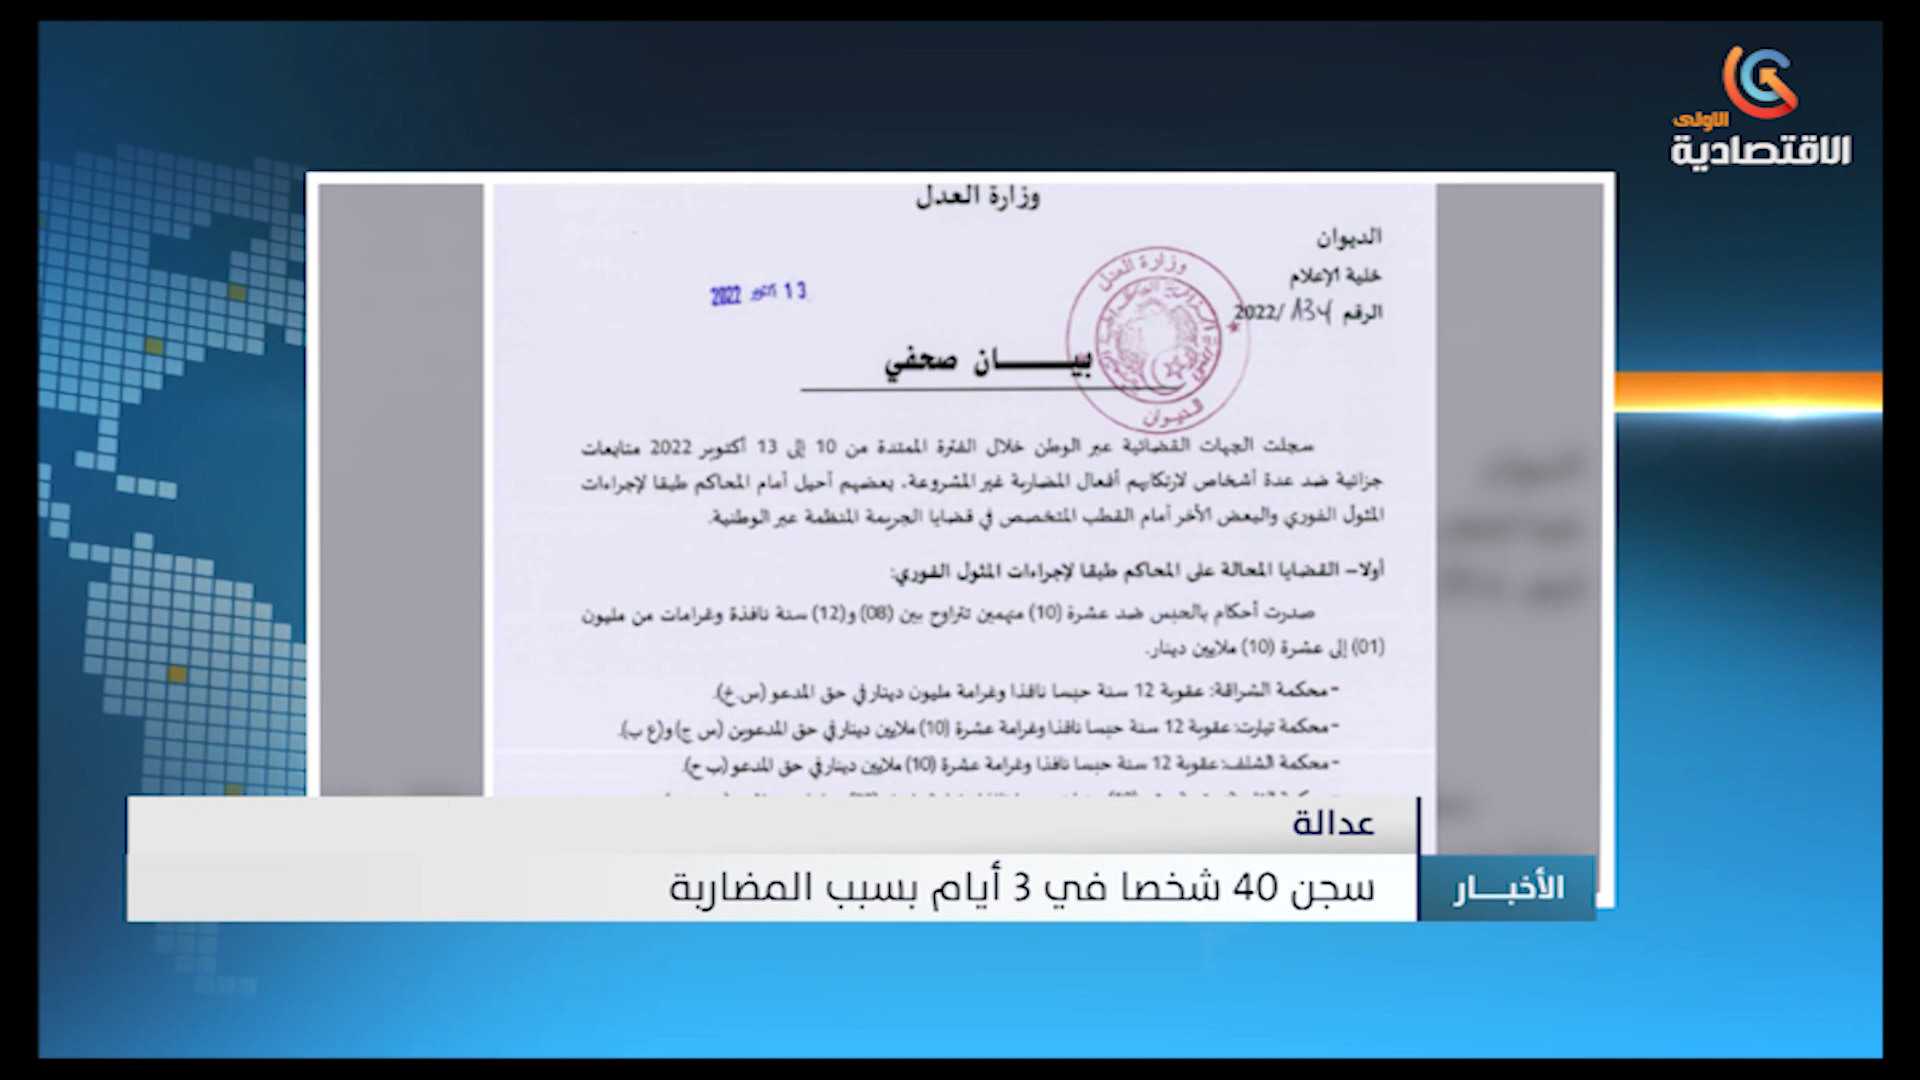 الأولى
الاقتصادية
وزارة العدل
الديوان
خلية الإعلام
الرقم 134 /2022
13 أكتوبر 2022
وزارة العدل
الديوان
بيـــــــان صحفي
سجلت الجهات القضائية عبر الوطن خلال الفترة الممتدة من 10 إلى 13 أكتوبر 2022 متابعات
جزائية ضد عدة أشخاص لارتكابهم أفعال المضاربة غير المشروعة، بعضهم أحيل أمام المحاكم طبقا لإجراءات
المثول الفوري والبعض الآخر أمام القطب المتخصص في قضايا الجريمة المنظمة عبر الوطنية.
أولا– القضايا المحالة على المحاكم طبقا لإجراءات المثول الفوري:
صدرت أحكام بالحبس ضد عشرة (10) متهمين تتراوح بين (08) و(12) سنة نافذة وغرامات من مليون
(01) إلى عشرة (10) ملايين دينار.
-محكمة الشراقة: عقوبة 12 سنة حبسا نافذا وغرامة مليون دينار في حق المدعو (س.خ).
-محكمة تيارت: عقوبة 12 سنة حبسا نافذا وغرامة عشرة (10) ملايين دينار في حق المدعوين (س ج) و(ع ب).
-محكمة الشلف: عقوبة 12 سنة حبسا نافذا وغرامة عشرة (10) ملايين دينار في حق المدعو (ب ح).
عدالة
الأخبـــار
سجن 40 شخصا في 3 أيام بسبب المضاربة